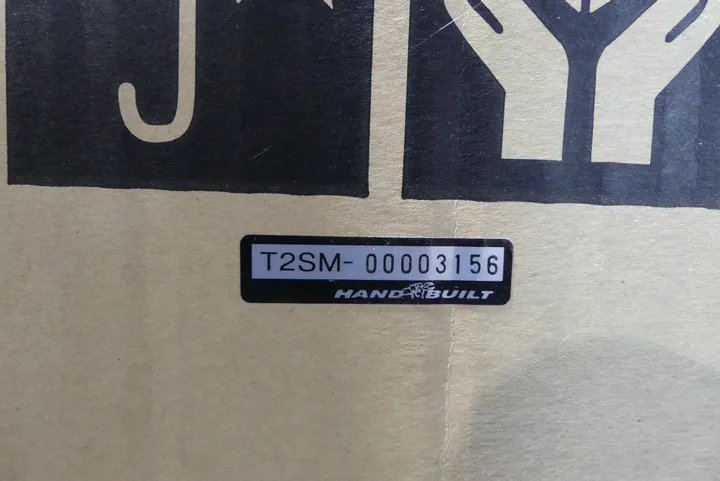 T2SM- 00003156
HAND BUILT